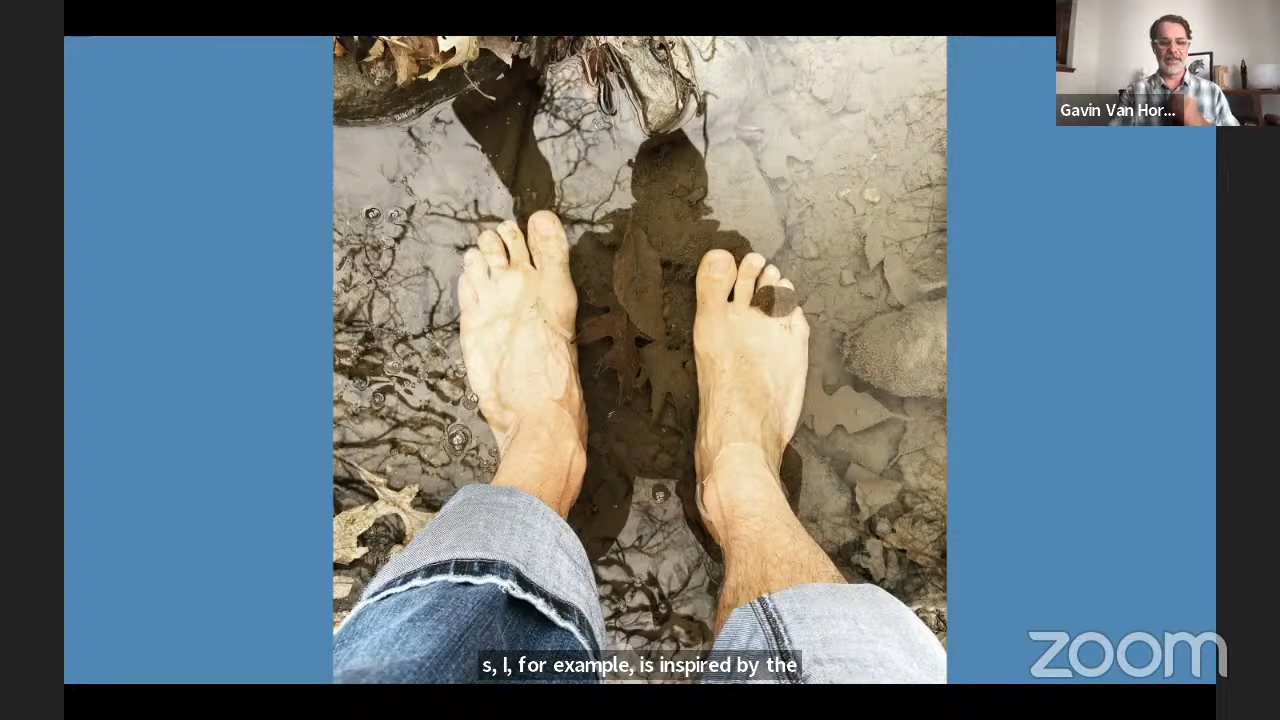 Gavin Van Hor...
s, I, for example, is inspired by the
zoom